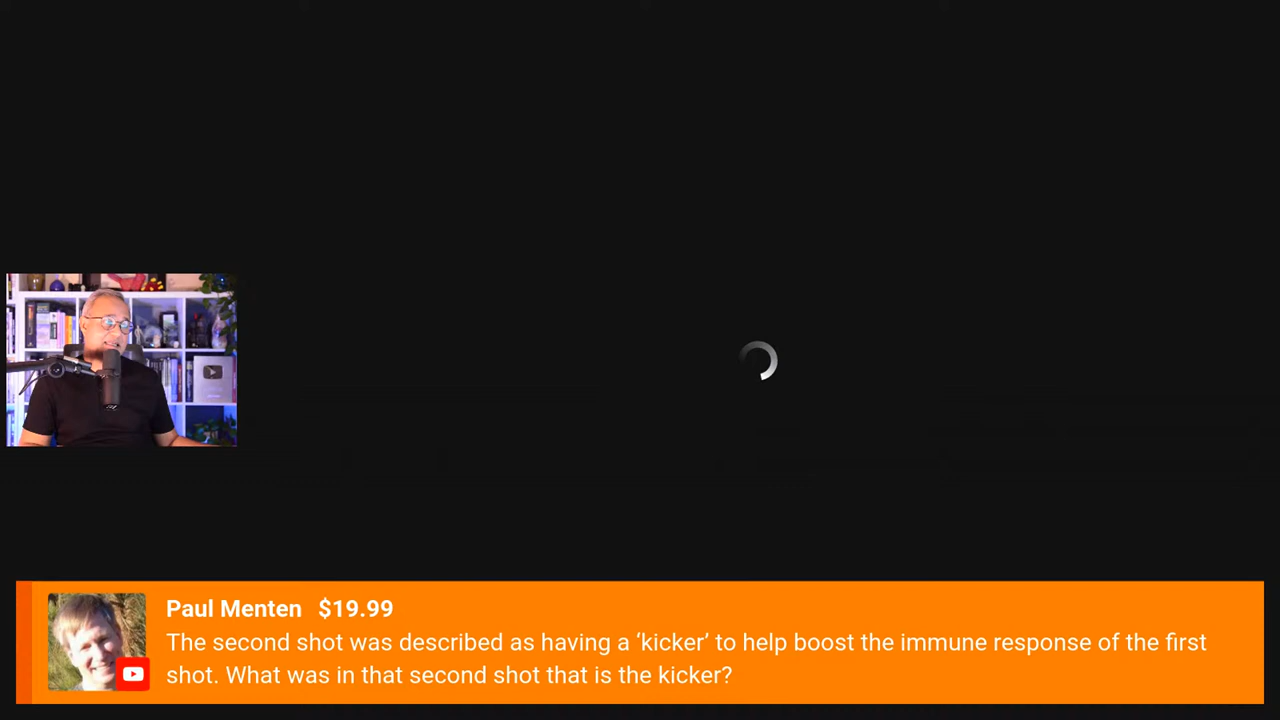 Paul Menten $19.99
The second shot was described as having a ‘kicker’ to help boost the immune response of the first
shot. What was in that second shot that is the kicker?